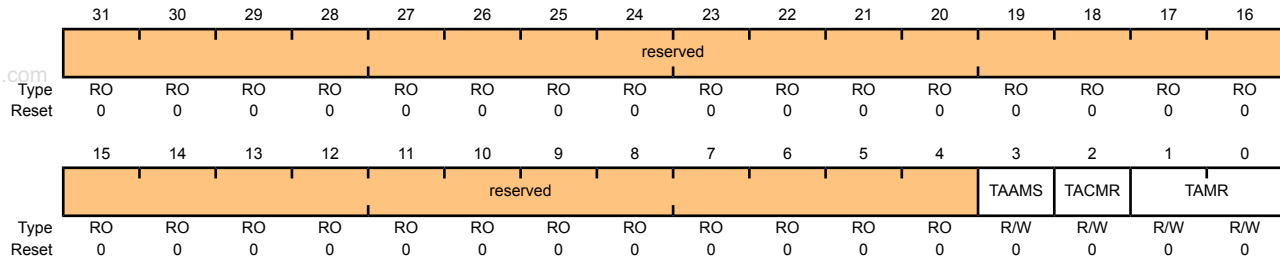 31 30 29 28 27 26 25 24 23 22 21 20 19 18 17 16
reserved
.com
Type RO RO RO RO RO RO RO RO RO RO RO RO RO RO RO RO
Reset 0 0 0 0 0 0 0 0 0 0 0 0 0 0 0 0
15 14 13 12 11 10 9 8 7 6 5 4 3 2 1 0
reserved TAAMS TACMR TAMR
Type RO RO RO RO RO RO RO RO RO RO RO RO R/W R/W R/W R/W
Reset 0 0 0 0 0 0 0 0 0 0 0 0 0 0 0 0